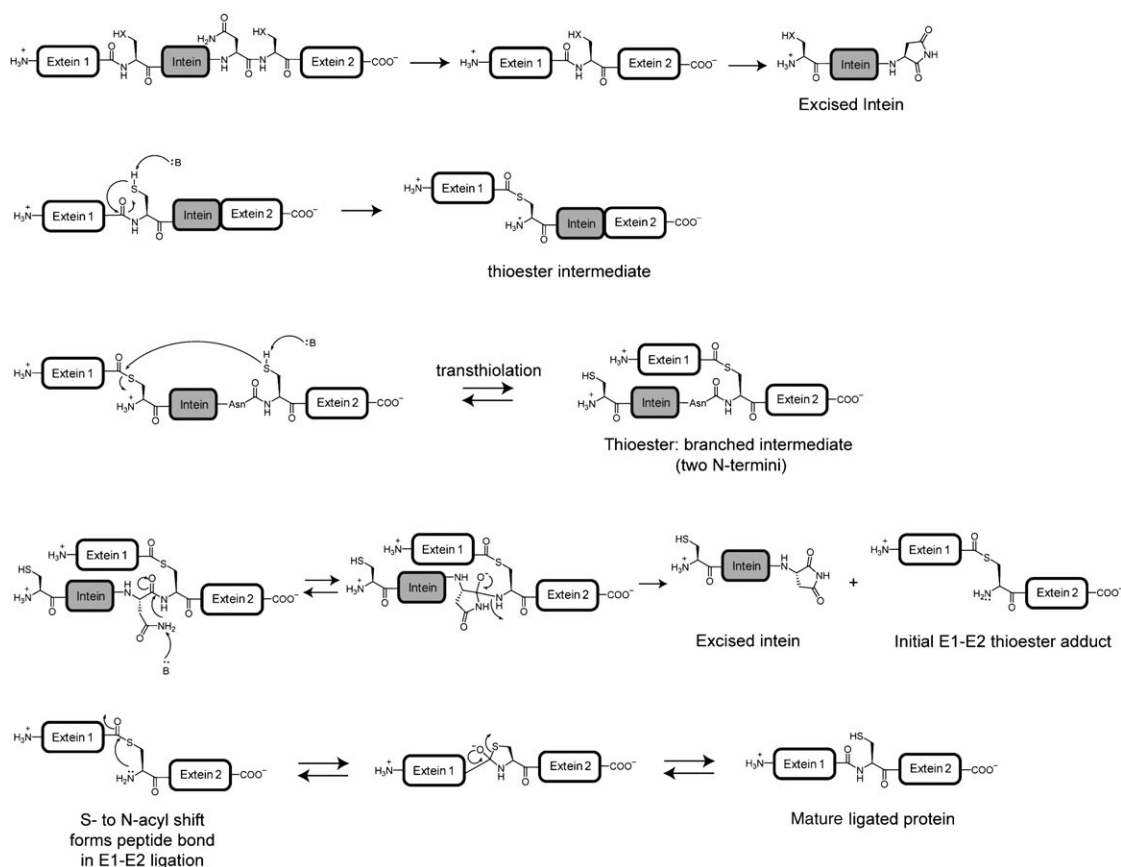 HX HX HX HX
H₂N
H₃N⁺ Extein 1 O N H O Intein N H O H N O Extein 2 COO⁻ H₃N⁺ Extein 1 O N H O Extein 2 COO⁻ H₃N⁺ O Intein N H O NH O
Excised Intein
H S :B
H₃N⁺ Extein 1 O N H O Intein Extein 2 COO⁻ H₃N⁺ Extein 1 O S H₃N⁺ O Intein Extein 2 COO⁻
thioester intermediate
H₃N⁺ Extein 1 O S H S :B transthiolation H₃N⁺ Extein 1 O S
H₃N⁺ O Intein Asn O N H O Extein 2 COO⁻ HS H₃N⁺ O Intein Asn O N H O Extein 2 COO⁻
Thioester: branched intermediate
(two N-termini)
H₃N⁺ Extein 1 O S H₃N⁺ Extein 1 O S HS H₃N⁺ O Intein N H O NH O + H₃N⁺ Extein 1 O S
HS H₃N⁺ O Intein H N O N H O Extein 2 COO⁻ HS H₃N⁺ O Intein NH O⁻ NH O N H O Extein 2 COO⁻ H₂N: O Extein 2 COO⁻
O NH₂
:B
Excised intein Initial E1-E2 thioester adduct
H₃N⁺ Extein 1 O S H₂N: O Extein 2 COO⁻ H₃N⁺ Extein 1 ⁻O S N H O Extein 2 COO⁻ H₃N⁺ Extein 1 O HS N H O Extein 2 COO⁻
S- to N-acyl shift Mature ligated protein
forms peptide bond
in E1-E2 ligation